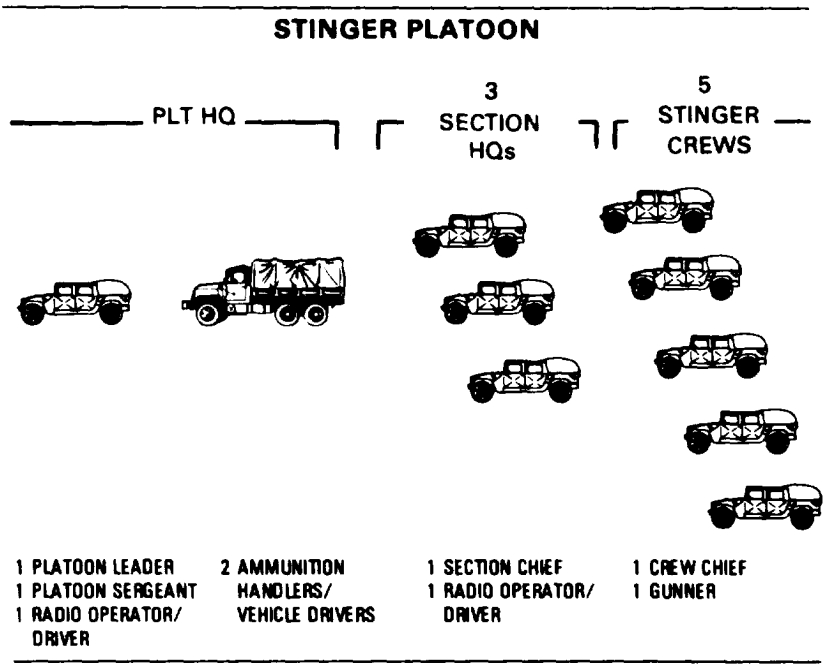 STINGER PLATOON
PLT HQ
3
SECTION
HQs
5
STINGER
CREWS
1 PLATOON LEADER
1 PLATOON SERGEANT
1 RADIO OPERATOR/
DRIVER
2 AMMUNITION
HANDLERS/
VEHICLE DRIVERS
1 SECTION CHIEF
1 RADIO OPERATOR/
DRIVER
1 CREW CHIEF
1 GUNNER